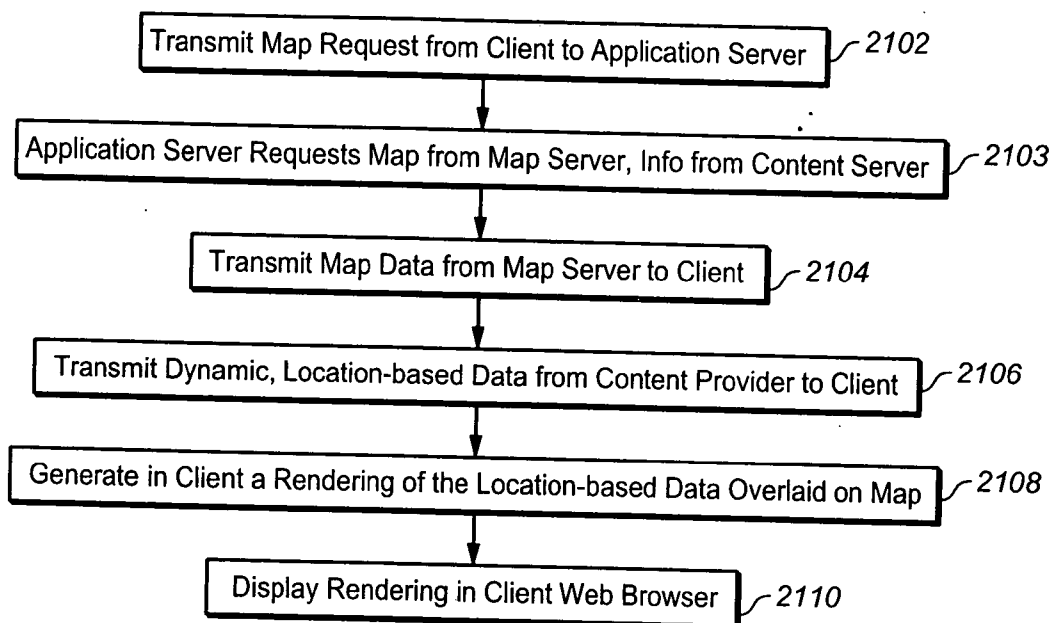 Transmit Map Request from Client to Application Server
2102
Application Server Requests Map from Map Server, Info from Content Server
2103
Transmit Map Data from Map Server to Client
2104
Transmit Dynamic, Location-based Data from Content Provider to Client
2106
Generate in Client a Rendering of the Location-based Data Overlaid on Map
2108
Display Rendering in Client Web Browser
2110